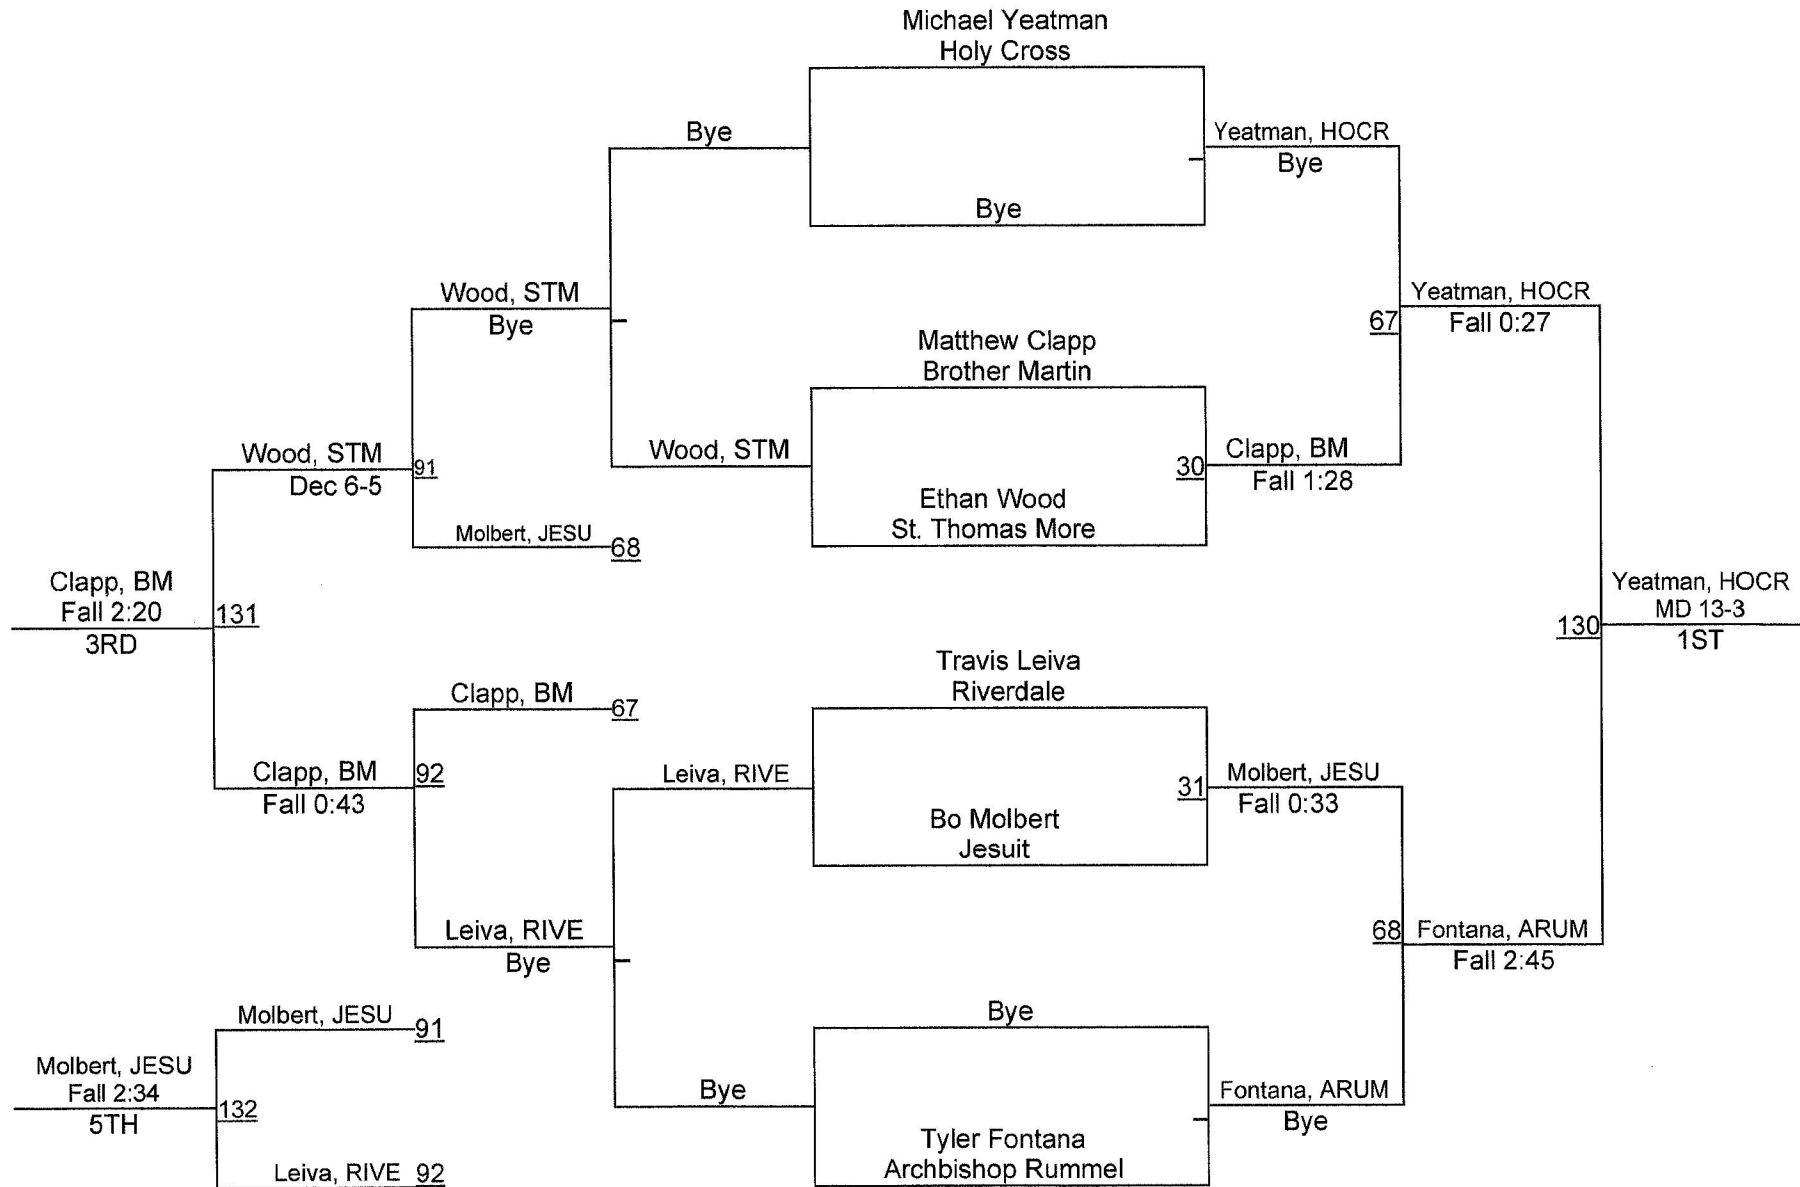 Michael Yeatman
Holy Cross
Bye
Yeatman, HOCR
Bye
Bye
Wood, STM
Bye
Yeatman, HOCR
67
Fall 0:27
Matthew Clapp
Brother Martin
Wood, STM
91
Dec 6-5
Wood, STM
30
Clapp, BM
Fall 1:28
Ethan Wood
St. Thomas More
Molbert, JESU
68
Clapp, BM
Fall 2:20
131
3RD
Yeatman, HOCR
MD 13-3
130
1ST
Travis Leiva
Riverdale
Clapp, BM
67
Clapp, BM
92
Fall 0:43
Leiva, RIVE
31
Molbert, JESU
Fall 0:33
Bo Molbert
Jesuit
Leiva, RIVE
Bye
68
Fontana, ARUM
Fall 2:45
Molbert, JESU
91
Bye
Molbert, JESU
Fall 2:34
132
5TH
Bye
Fontana, ARUM
Bye
Tyler Fontana
Archbishop Rummel
Leiva, RIVE
92